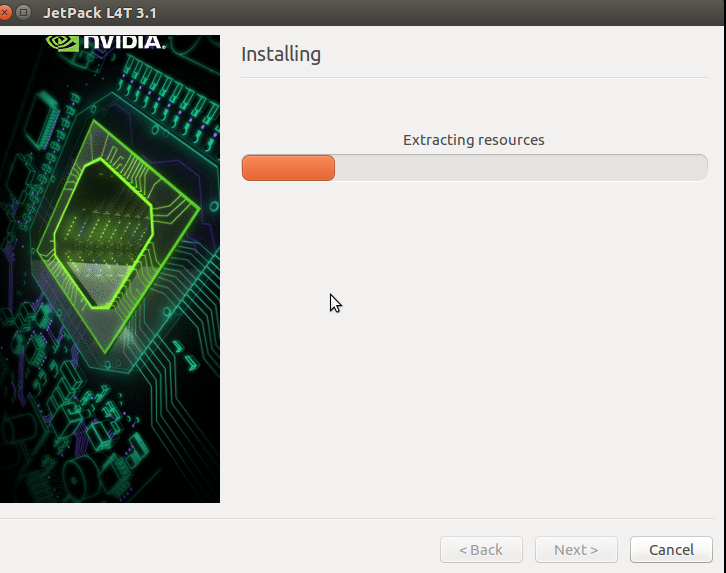 JetPack L4T 3.1
NVIDIA.
Installing
Extracting resources
< Back
Next >
Cancel